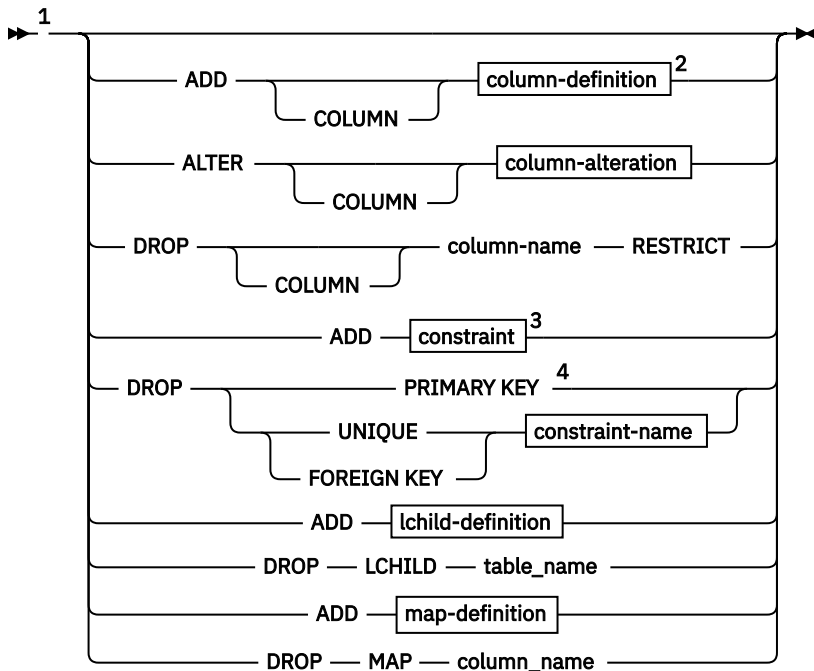 1
ADD column-definition 2
COLUMN
ALTER column-alteration
COLUMN
DROP column-name RESTRICT
COLUMN
ADD constraint 3
DROP PRIMARY KEY 4
UNIQUE constraint-name
FOREIGN KEY
ADD lchild-definition
DROP LCHILD table_name
ADD map-definition
DROP MAP column_name